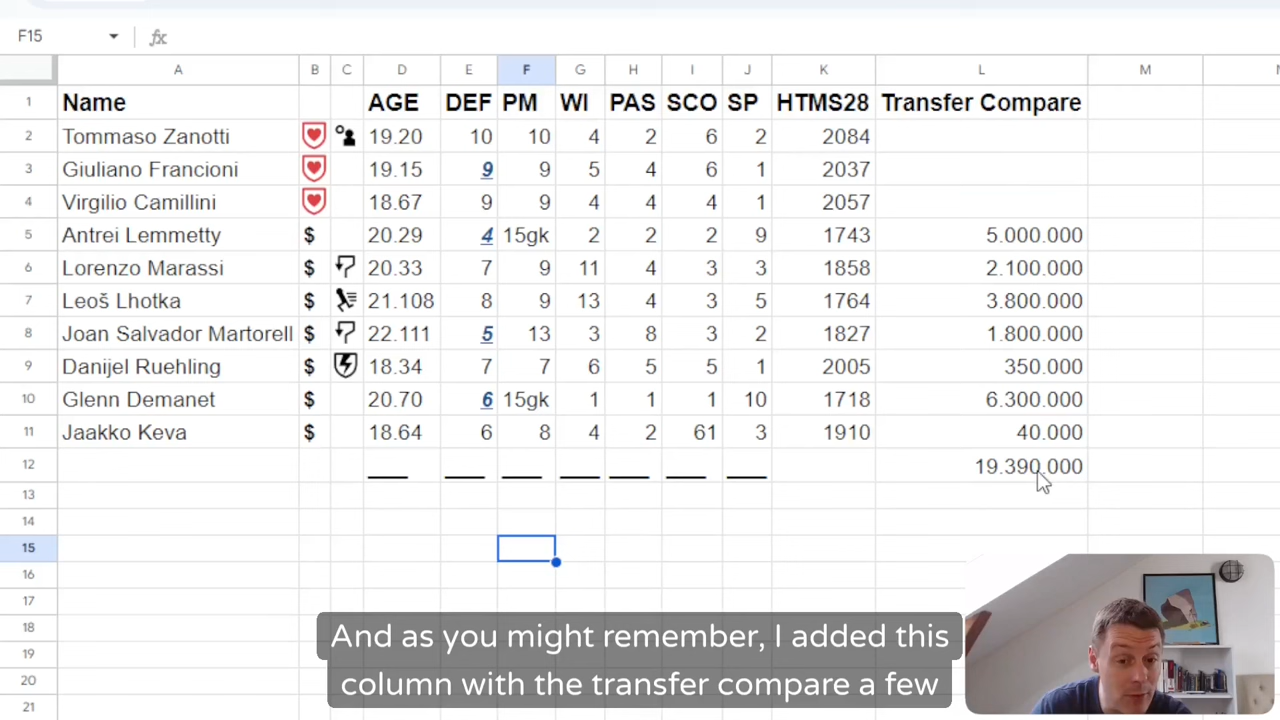 F15 fx
A B C D E F G H I J K L M
1 Name AGE DEF PM WI PAS SCO SP HTMS28 Transfer Compare
2 Tommaso Zanotti 19.20 10 10 4 2 6 2 2084
3 Giuliano Francioni 19.15 9 9 5 4 6 1 2037
4 Virgilio Camillini 18.67 9 9 4 4 4 1 2057
5 Antrei Lemmetty $ 20.29 4 15gk 2 2 2 9 1743 5.000.000
6 Lorenzo Marassi $ 20.33 7 9 11 4 3 3 1858 2.100.000
7 Leoš Lhotka $ 21.108 8 9 13 4 3 5 1764 3.800.000
8 Joan Salvador Martorell $ 22.111 5 13 3 8 3 2 1827 1.800.000
9 Danijel Ruehling $ 18.34 7 7 6 5 5 1 2005 350.000
10 Glenn Demanet $ 20.70 6 15gk 1 1 1 10 1718 6.300.000
11 Jaakko Keva $ 18.64 6 8 4 2 61 3 1910 40.000
12 19.390.000
13
14
15
16
17
18
19
20
21
And as you might remember, I added this
column with the transfer compare a few